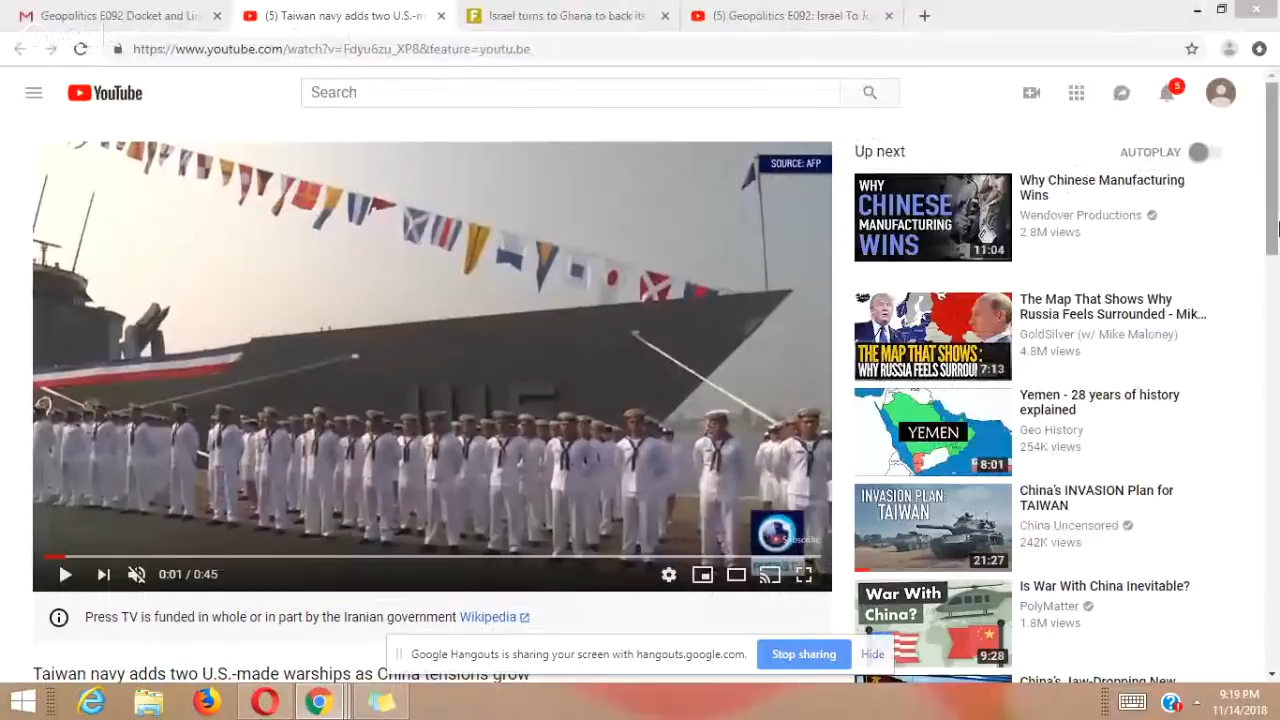 Geopolitics E092 Docket and Lin
(5) Taiwan navy adds two U.S.-m
Israel turns to Ghana to back its
(5) Geopolitics E092: Israel To Jo
https://www.youtube.com/watch?v=Fdyu6zu_XP8&feature=youtu.be
YouTube
Search
5
SOURCE: AFP
Subscribe
0:01 / 0:45
Press TV is funded in whole or in part by the Iranian government Wikipedia
Google Hangouts is sharing your screen with hangouts.google.com.
Stop sharing
Hide
Taiwan navy adds two U.S.-made warships as China tensions grow
Up next
AUTOPLAY
WHY
CHINESE
MANUFACTURING
WINS
11:04
Why Chinese Manufacturing
Wins
Wendover Productions
2.8M views
THE MAP THAT SHOWS:
WHY RUSSIA FEELS SURROU
7:13
The Map That Shows Why
Russia Feels Surrounded - Mik...
GoldSilver (w/ Mike Maloney)
4.8M views
YEMEN
8:01
Yemen - 28 years of history
explained
Geo History
254K views
INVASION PLAN:
TAIWAN
21:27
China's INVASION Plan for
TAIWAN
China Uncensored
242K views
War With
China?
9:28
Is War With China Inevitable?
PolyMatter
1.8M views
China's Jaw-Dropping New
9:19 PM
11/14/2018